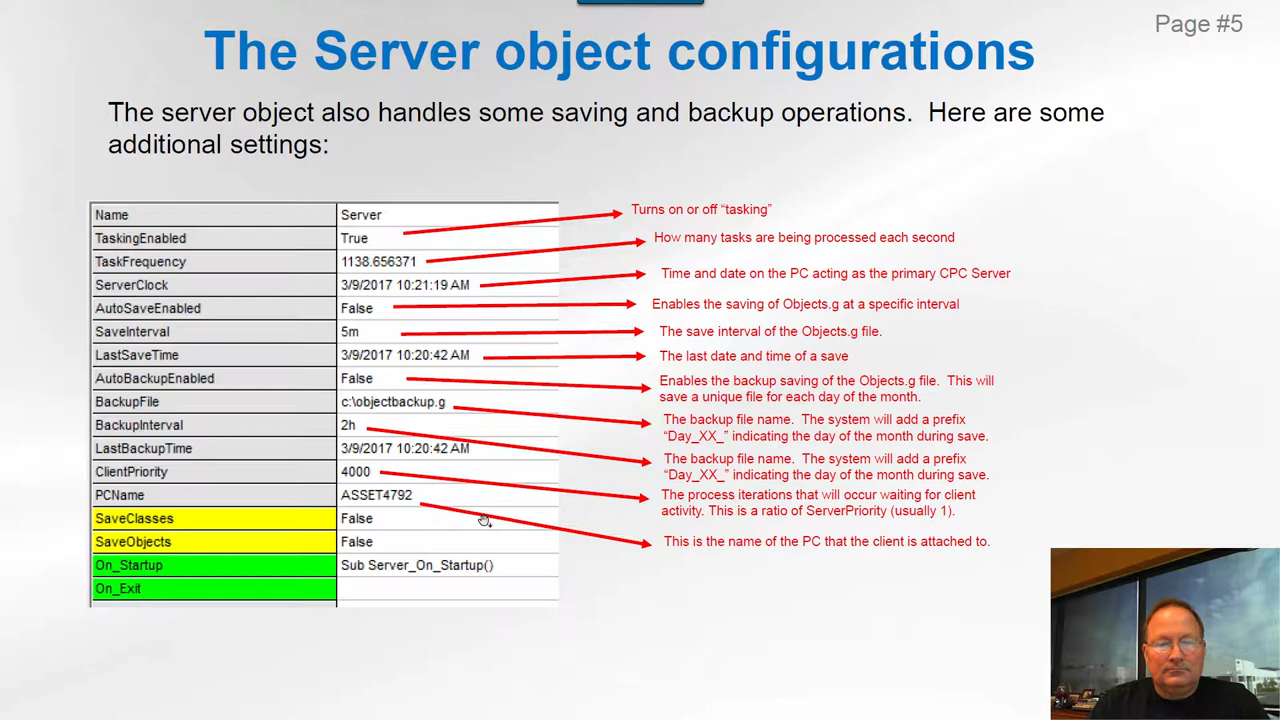 Page #5
The Server object configurations
The server object also handles some saving and backup operations.  Here are some
additional settings:
Name Server
TaskingEnabled True
TaskFrequency 1138.656371
ServerClock 3/9/2017 10:21:19 AM
AutoSaveEnabled False
SaveInterval 5m
LastSaveTime 3/9/2017 10:20:42 AM
AutoBackupEnabled False
BackupFile c:\objectbackup.g
BackupInterval 2h
LastBackupTime 3/9/2017 10:20:42 AM
ClientPriority 4000
PCName ASSET4792
SaveClasses False
SaveObjects False
On_Startup Sub Server_On_Startup()
On_Exit
Turns on or off “tasking”
How many tasks are being processed each second
Time and date on the PC acting as the primary CPC Server
Enables the saving of Objects.g at a specific interval
The save interval of the Objects.g file.
The last date and time of a save
Enables the backup saving of the Objects.g file.  This will
save a unique file for each day of the month.
The backup file name.  The system will add a prefix
“Day_XX_” indicating the day of the month during save.
The backup file name.  The system will add a prefix
“Day_XX_” indicating the day of the month during save.
The process iterations that will occur waiting for client
activity. This is a ratio of ServerPriority (usually 1).
This is the name of the PC that the client is attached to.